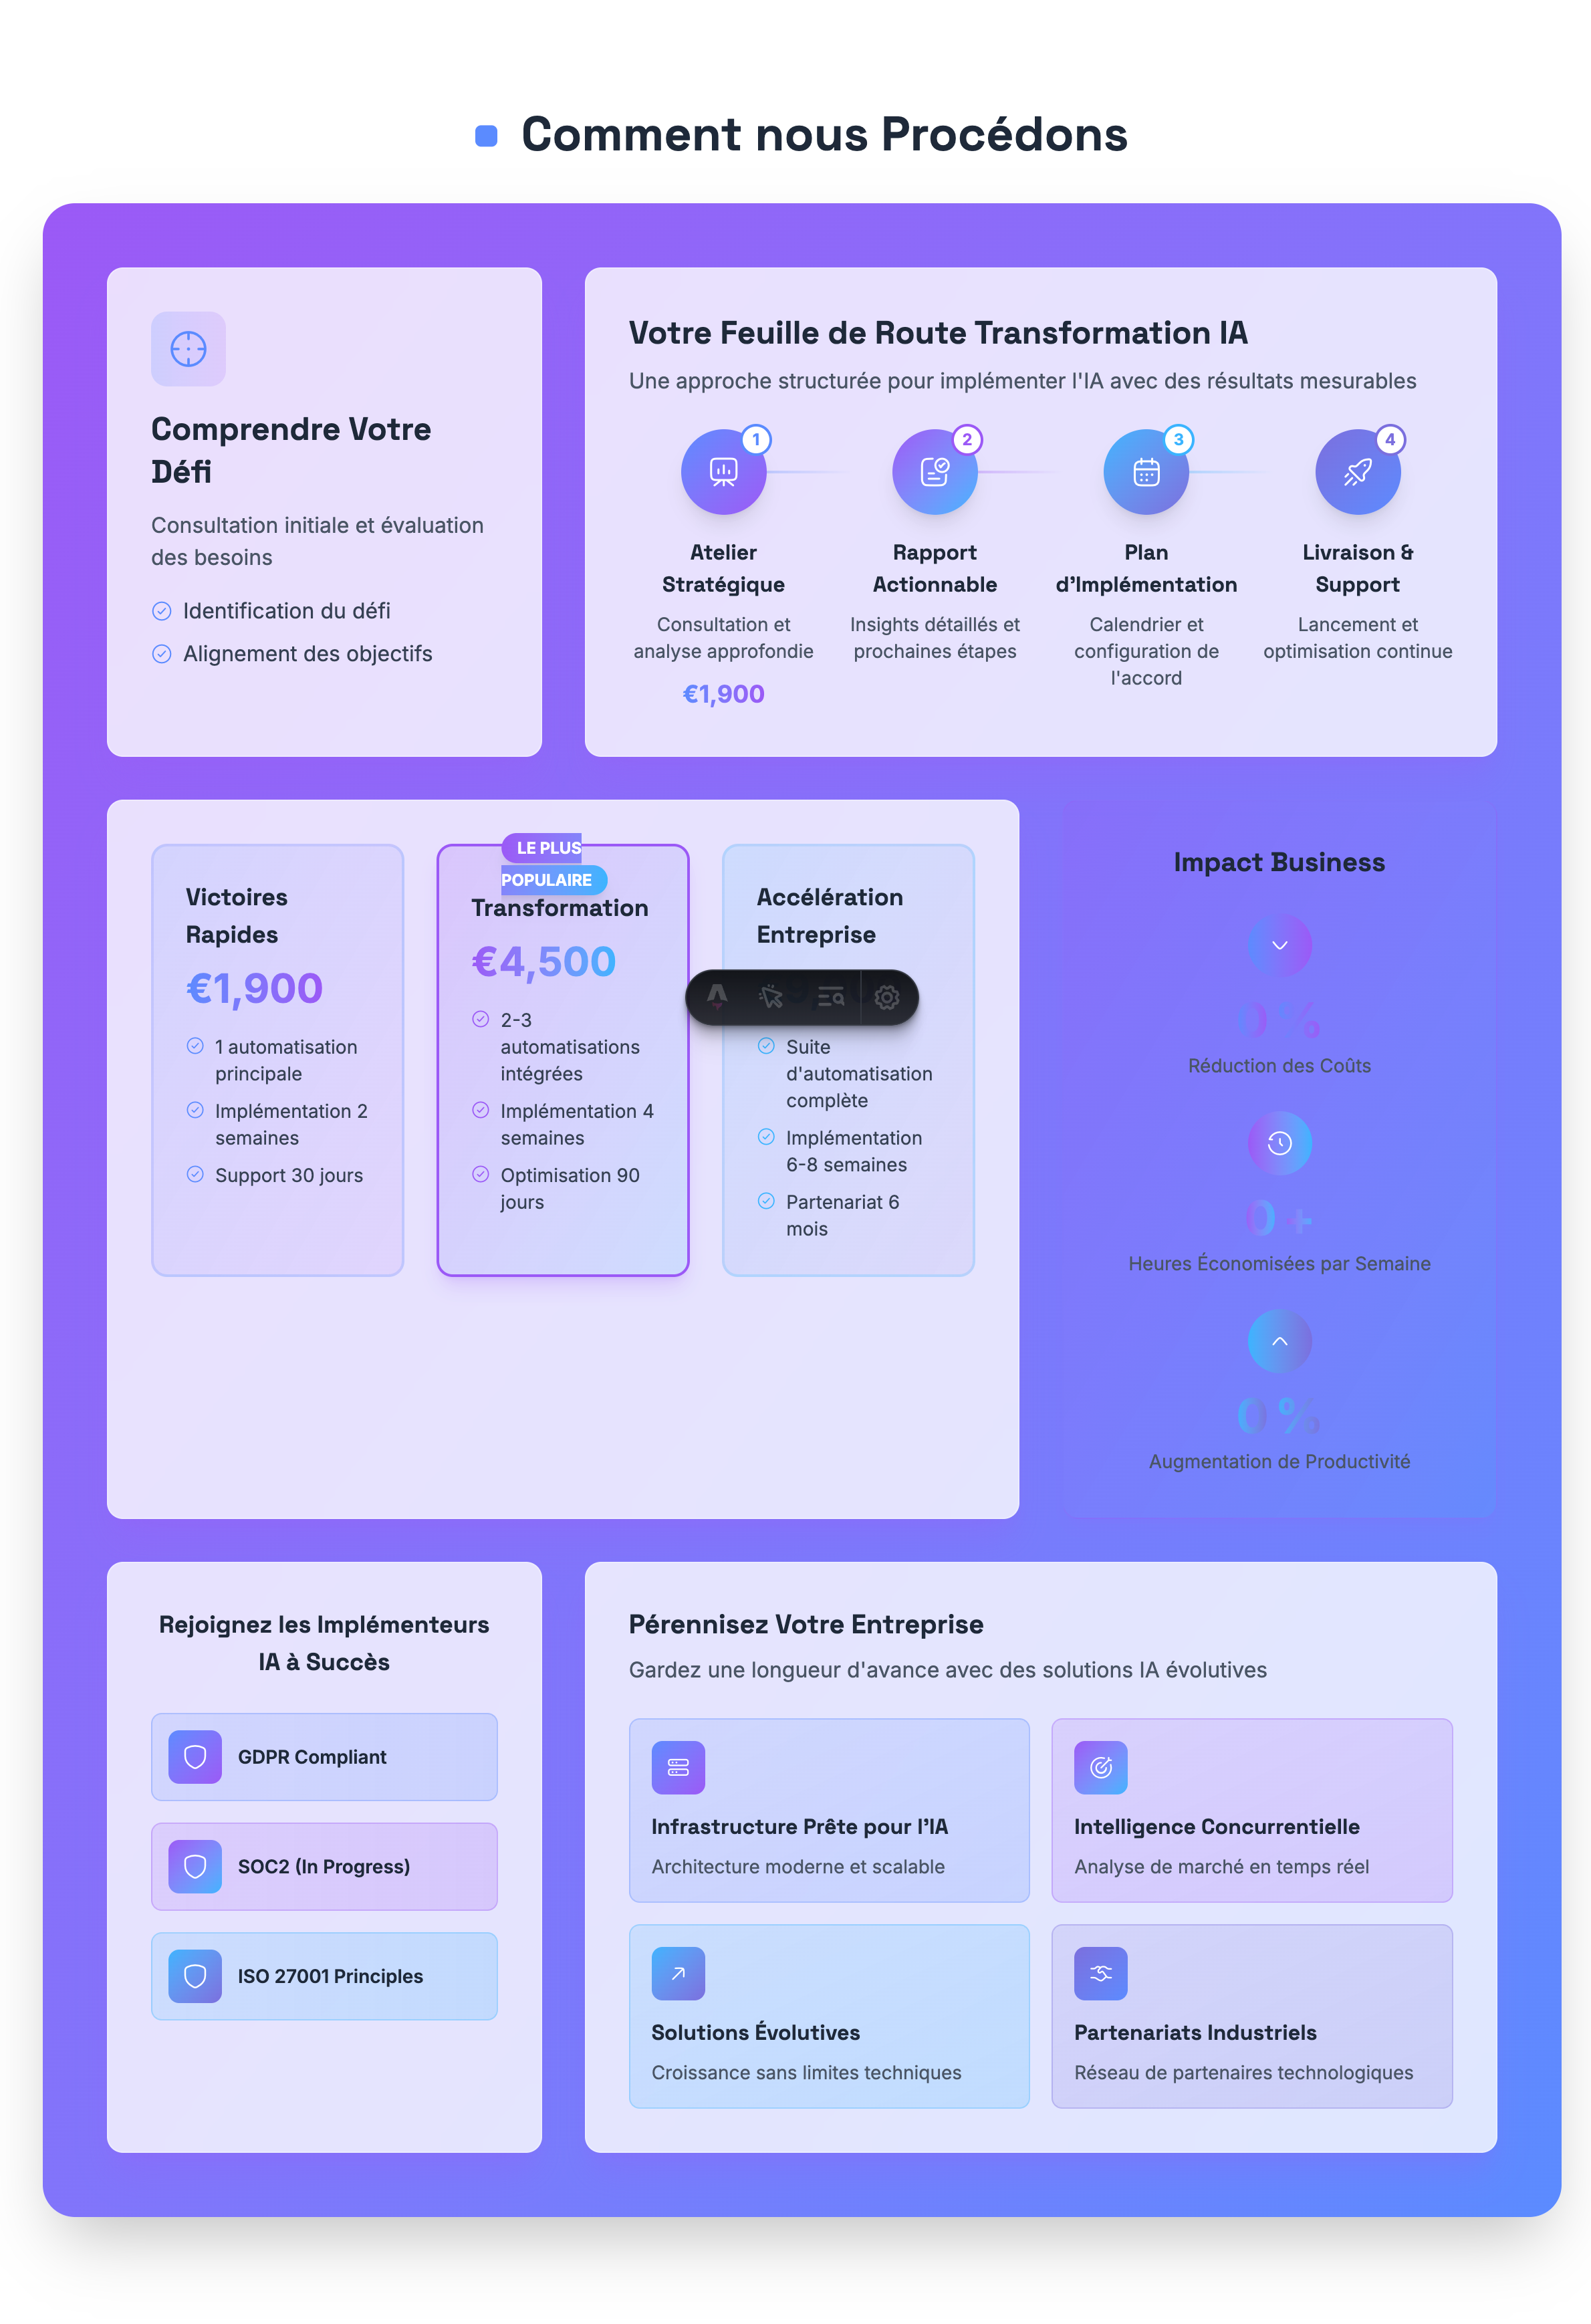 Comment nous Procédons
Comprendre Votre
Défi
Consultation initiale et évaluation
des besoins
Identification du défi
Alignement des objectifs
Votre Feuille de Route Transformation IA
Une approche structurée pour implémenter l'IA avec des résultats mesurables
1
Atelier
Stratégique
Consultation et
analyse approfondie
€1,900
2
Rapport
Actionnable
Insights détaillés et
prochaines étapes
3
Plan
d'Implémentation
Calendrier et
configuration de
l'accord
4
Livraison &
Support
Lancement et
optimisation continue
Victoires
Rapides
€1,900
1 automatisation
principale
Implémentation 2
semaines
Support 30 jours
LE PLUS
POPULAIRE
Transformation
€4,500
2-3
automatisations
intégrées
Implémentation 4
semaines
Optimisation 90
jours
Accélération
Entreprise
Suite
d'automatisation
complète
Implémentation
6-8 semaines
Partenariat 6
mois
Impact Business
0%
Réduction des Coûts
0+
Heures Économisées par Semaine
0%
Augmentation de Productivité
Rejoignez les Implémenteurs
IA à Succès
GDPR Compliant
SOC2 (In Progress)
ISO 27001 Principles
Pérennisez Votre Entreprise
Gardez une longueur d'avance avec des solutions IA évolutives
Infrastructure Prête pour l'IA
Architecture moderne et scalable
Intelligence Concurrentielle
Analyse de marché en temps réel
Solutions Évolutives
Croissance sans limites techniques
Partenariats Industriels
Réseau de partenaires technologiques